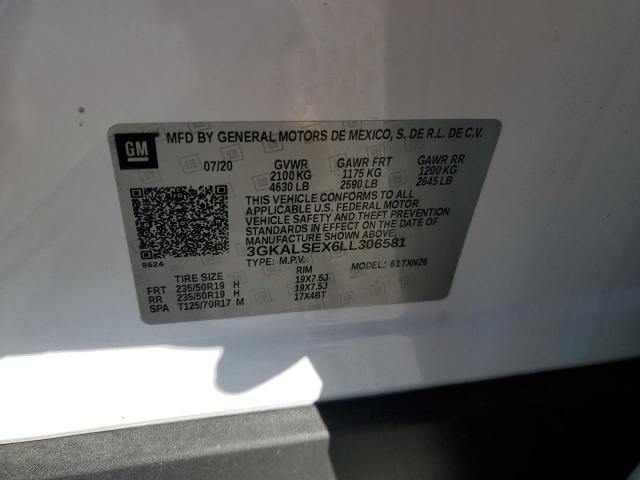 GM
MFD BY GENERAL MOTORS DE MEXICO, S. DE R.L. DE C.V.
07/20 GVWR GAWR FRT GAWR RR
2100 KG 1175 KG 1200 KG
4630 LB 2590 LB 2645 LB
THIS VEHICLE CONFORMS TO ALL
APPLICABLE U.S. FEDERAL MOTOR
VEHICLE SAFETY AND THEFT PREVENTION
STANDARDS IN EFFECT ON THE DATE OF
MANUFACTURE SHOWN ABOVE.
3GKALSEX6LL306581
8624 TYPE: M.P.V. MODEL: 61TXN26
TIRE SIZE RIM
FRT 235/50R19 H 19X7.5J
RR 235/50R19 H 19X7.5J
SPA T125/70R17 M 17X4BT